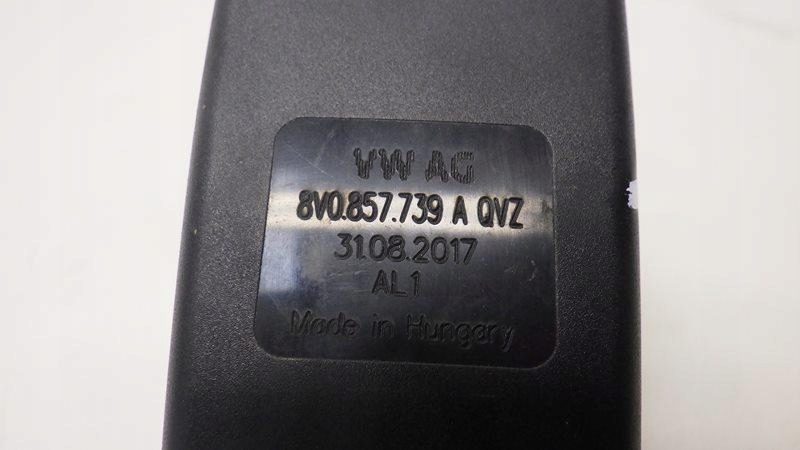 VW AG
8V0.857.739 A QVZ
31.08.2017
AL1
Made in Hungary